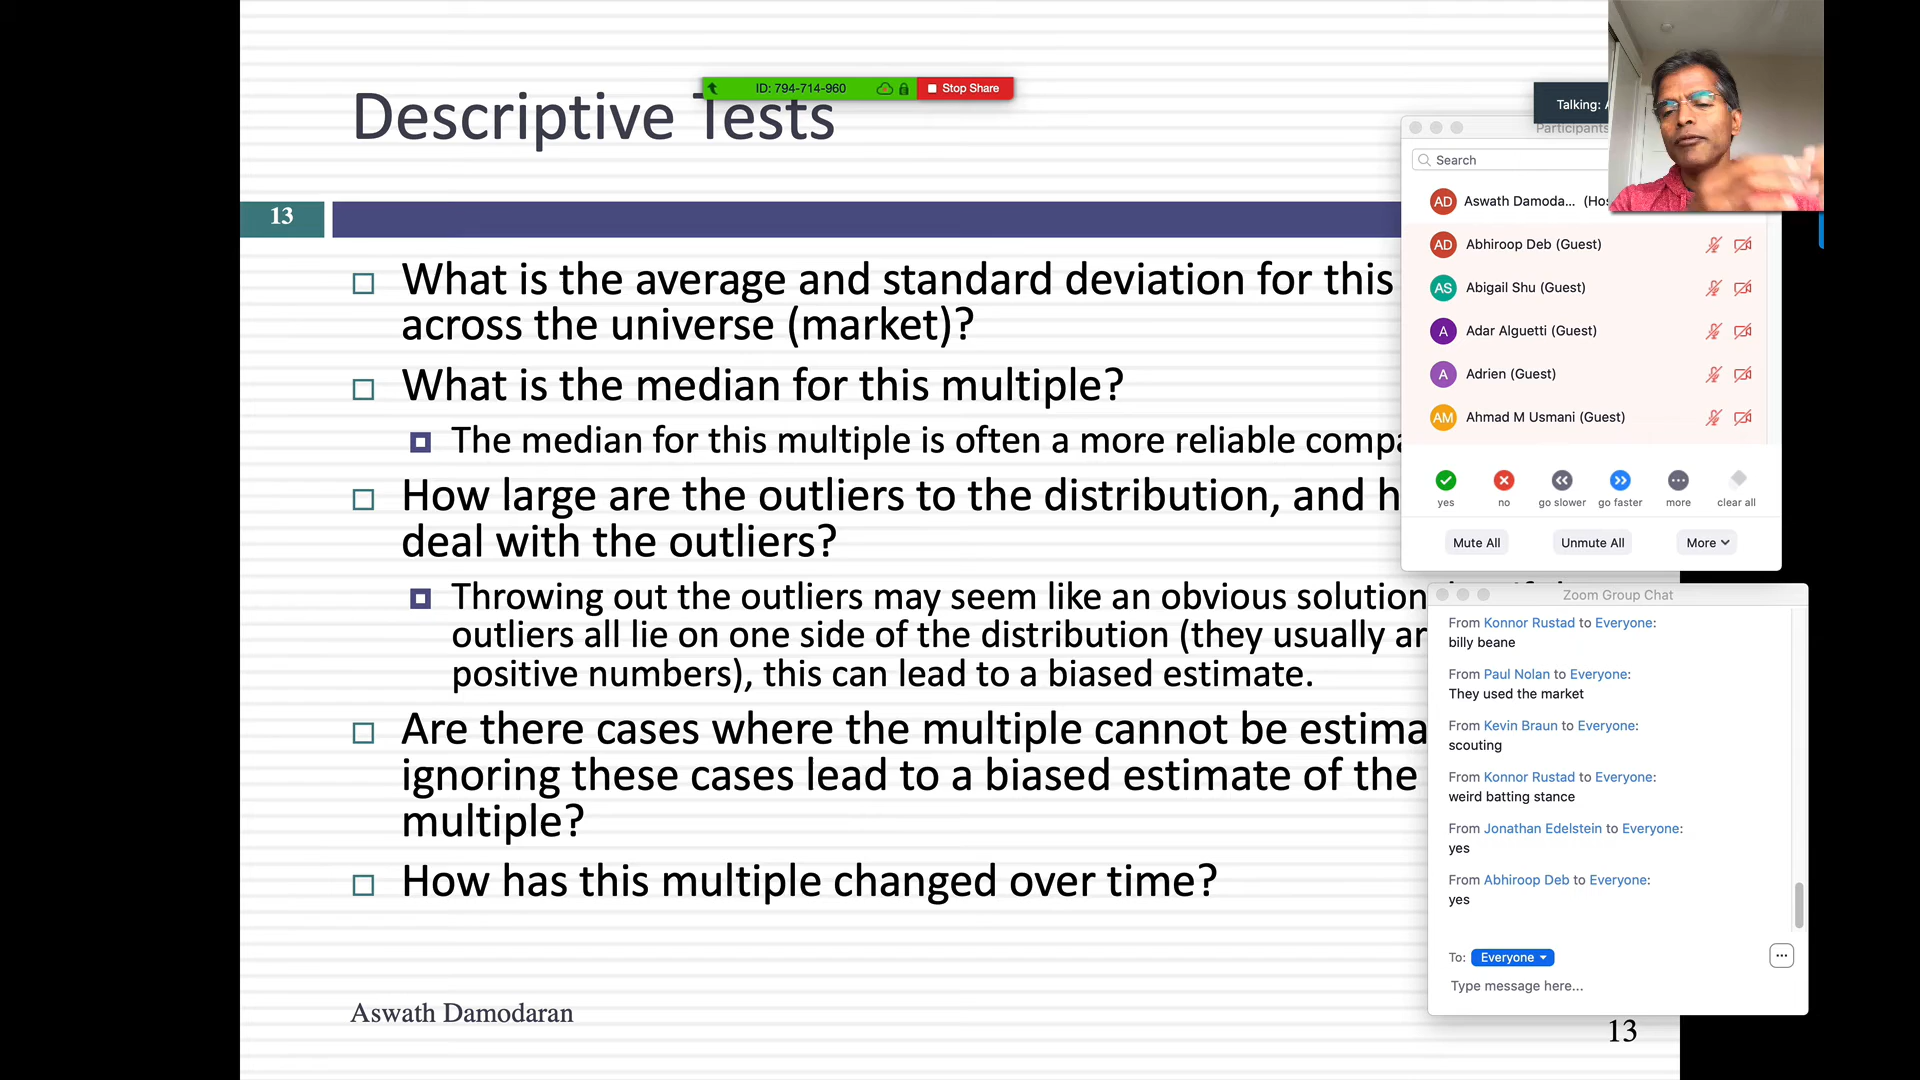 Descriptive Tests
ID: 794-714-960
Stop Share
13
What is the average and standard deviation for this
across the universe (market)?
What is the median for this multiple?
The median for this multiple is often a more reliable
How large are the outliers to the distribution, and
deal with the outliers?
Throwing out the outliers may seem like an obvious solution
outliers all lie on one side of the distribution (they usually
positive numbers), this can lead to a biased estimate.
Are there cases where the multiple cannot be
ignoring these cases lead to a biased estimate of the
multiple?
How has this multiple changed over time?
Aswath Damodaran
13
Talking:
Participants
Search
AD Aswath Damoda...
AD Abhiroop Deb (Guest)
AS Abigail Shu (Guest)
A Adar Alguetti (Guest)
A Adrien (Guest)
AM Ahmad M Usmani (Guest)
yes no go slower go faster more clear all
Mute All Unmute All More
Zoom Group Chat
From Konnor Rustad to Everyone:
billy beane
From Paul Nolan to Everyone:
They used the market
From Kevin Braun to Everyone:
scouting
From Konnor Rustad to Everyone:
weird batting stance
From Jonathan Edelstein to Everyone:
yes
From Abhiroop Deb to Everyone:
yes
To: Everyone
Type message here...